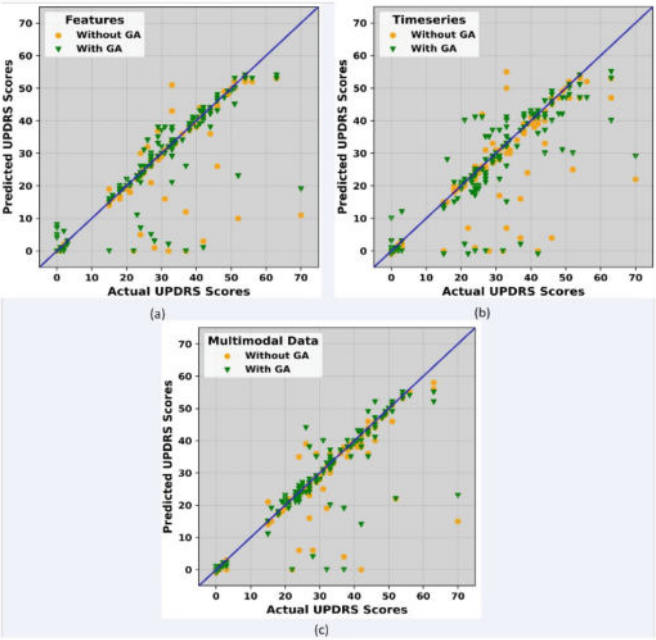 Features
Without GA
With GA
Predicted UPDRS Scores
70
60
50
40
30
20
10
0
0 10 20 30 40 50 60 70
Actual UPDRS Scores
(a)
Timeseries
Without GA
With GA
Predicted UPDRS Scores
70
60
50
40
30
20
10
0
0 10 20 30 40 50 60 70
Actual UPDRS Scores
(b)
Multimodal Data
Without GA
With GA
Predicted UPDRS Scores
70
60
50
40
30
20
10
0
0 10 20 30 40 50 60 70
Actual UPDRS Scores
(c)